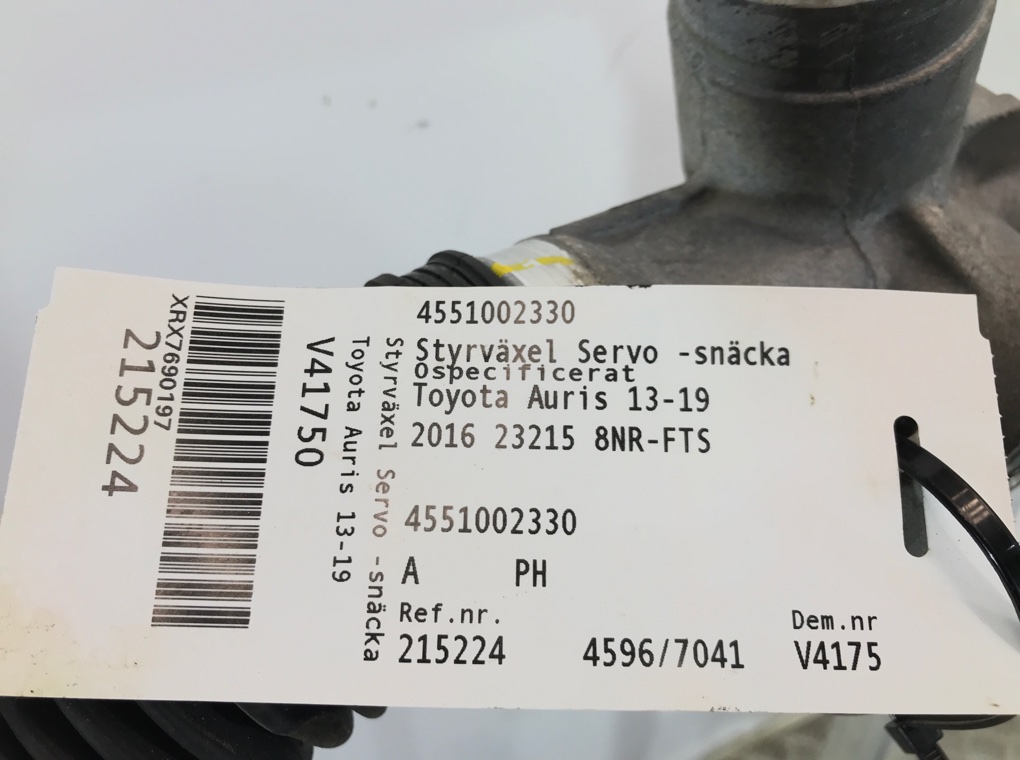 4551002330
Styrväxel Servo -snäcka
Ospecificerat
Toyota Auris 13-19
2016 23215 8NR-FTS
4551002330
A PH
Ref.nr.
215224 4596/7041
Dem.nr
V4175
Styrväxel Servo -snäcka
Toyota Auris 13-19
V41750
XRX7690197
215224